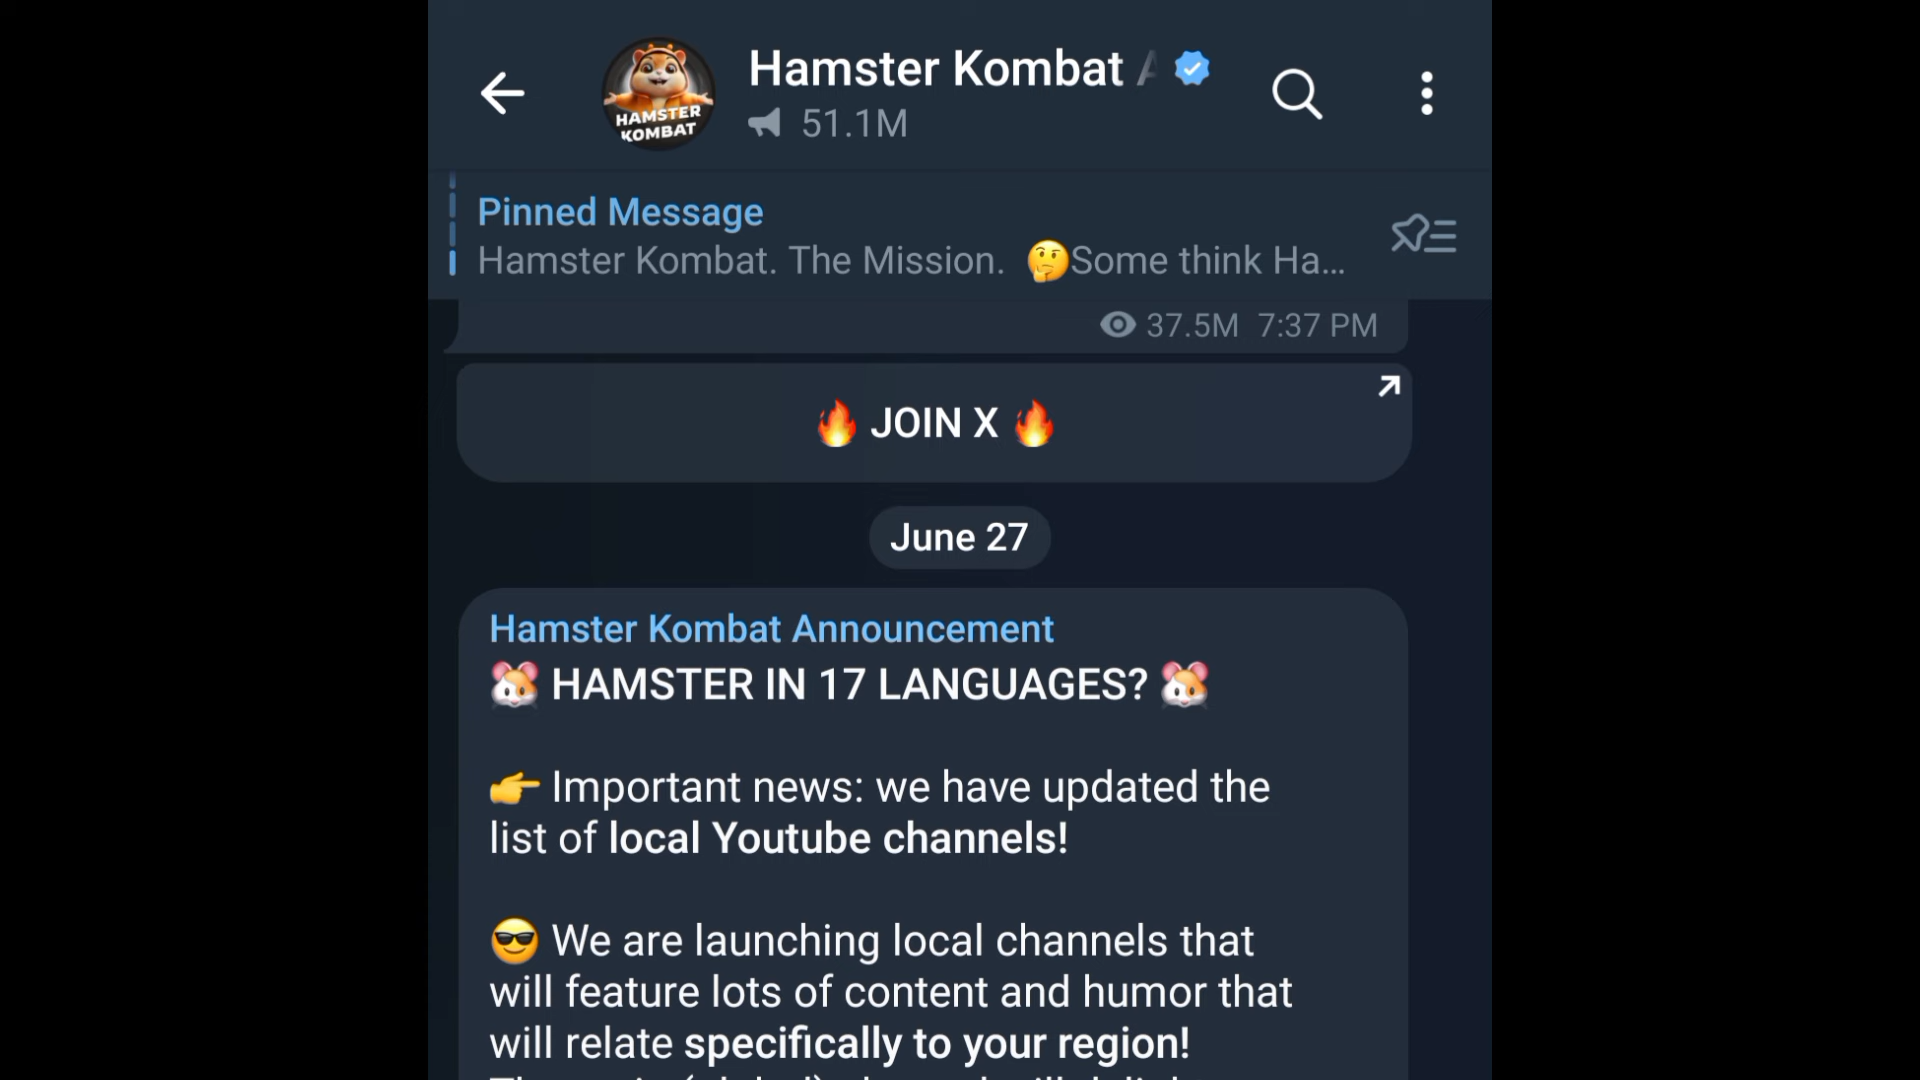 Hamster Kombat
51.1M
HAMSTER
KOMBAT
Pinned Message
Hamster Kombat. The Mission. 🤔Some think Ha...
37.5M 7:37 PM
🔥 JOIN X 🔥
June 27
Hamster Kombat Announcement
🐹 HAMSTER IN 17 LANGUAGES? 🐹
👉 Important news: we have updated the
list of local Youtube channels!
😎 We are launching local channels that
will feature lots of content and humor that
will relate specifically to your region!